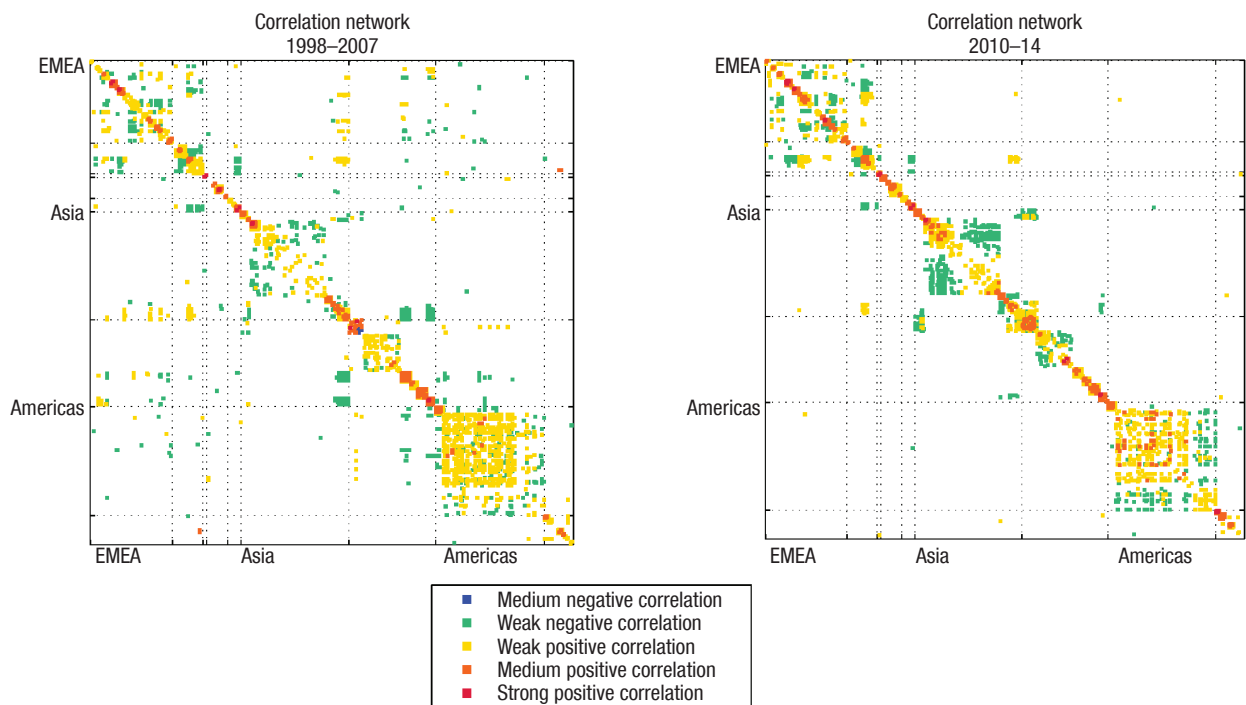 Correlation network
1998–2007
EMEA
Asia
Americas
EMEA
Asia
Americas
Correlation network
2010–14
EMEA
Asia
Americas
EMEA
Asia
Americas
Medium negative correlation
Weak negative correlation
Weak positive correlation
Medium positive correlation
Strong positive correlation